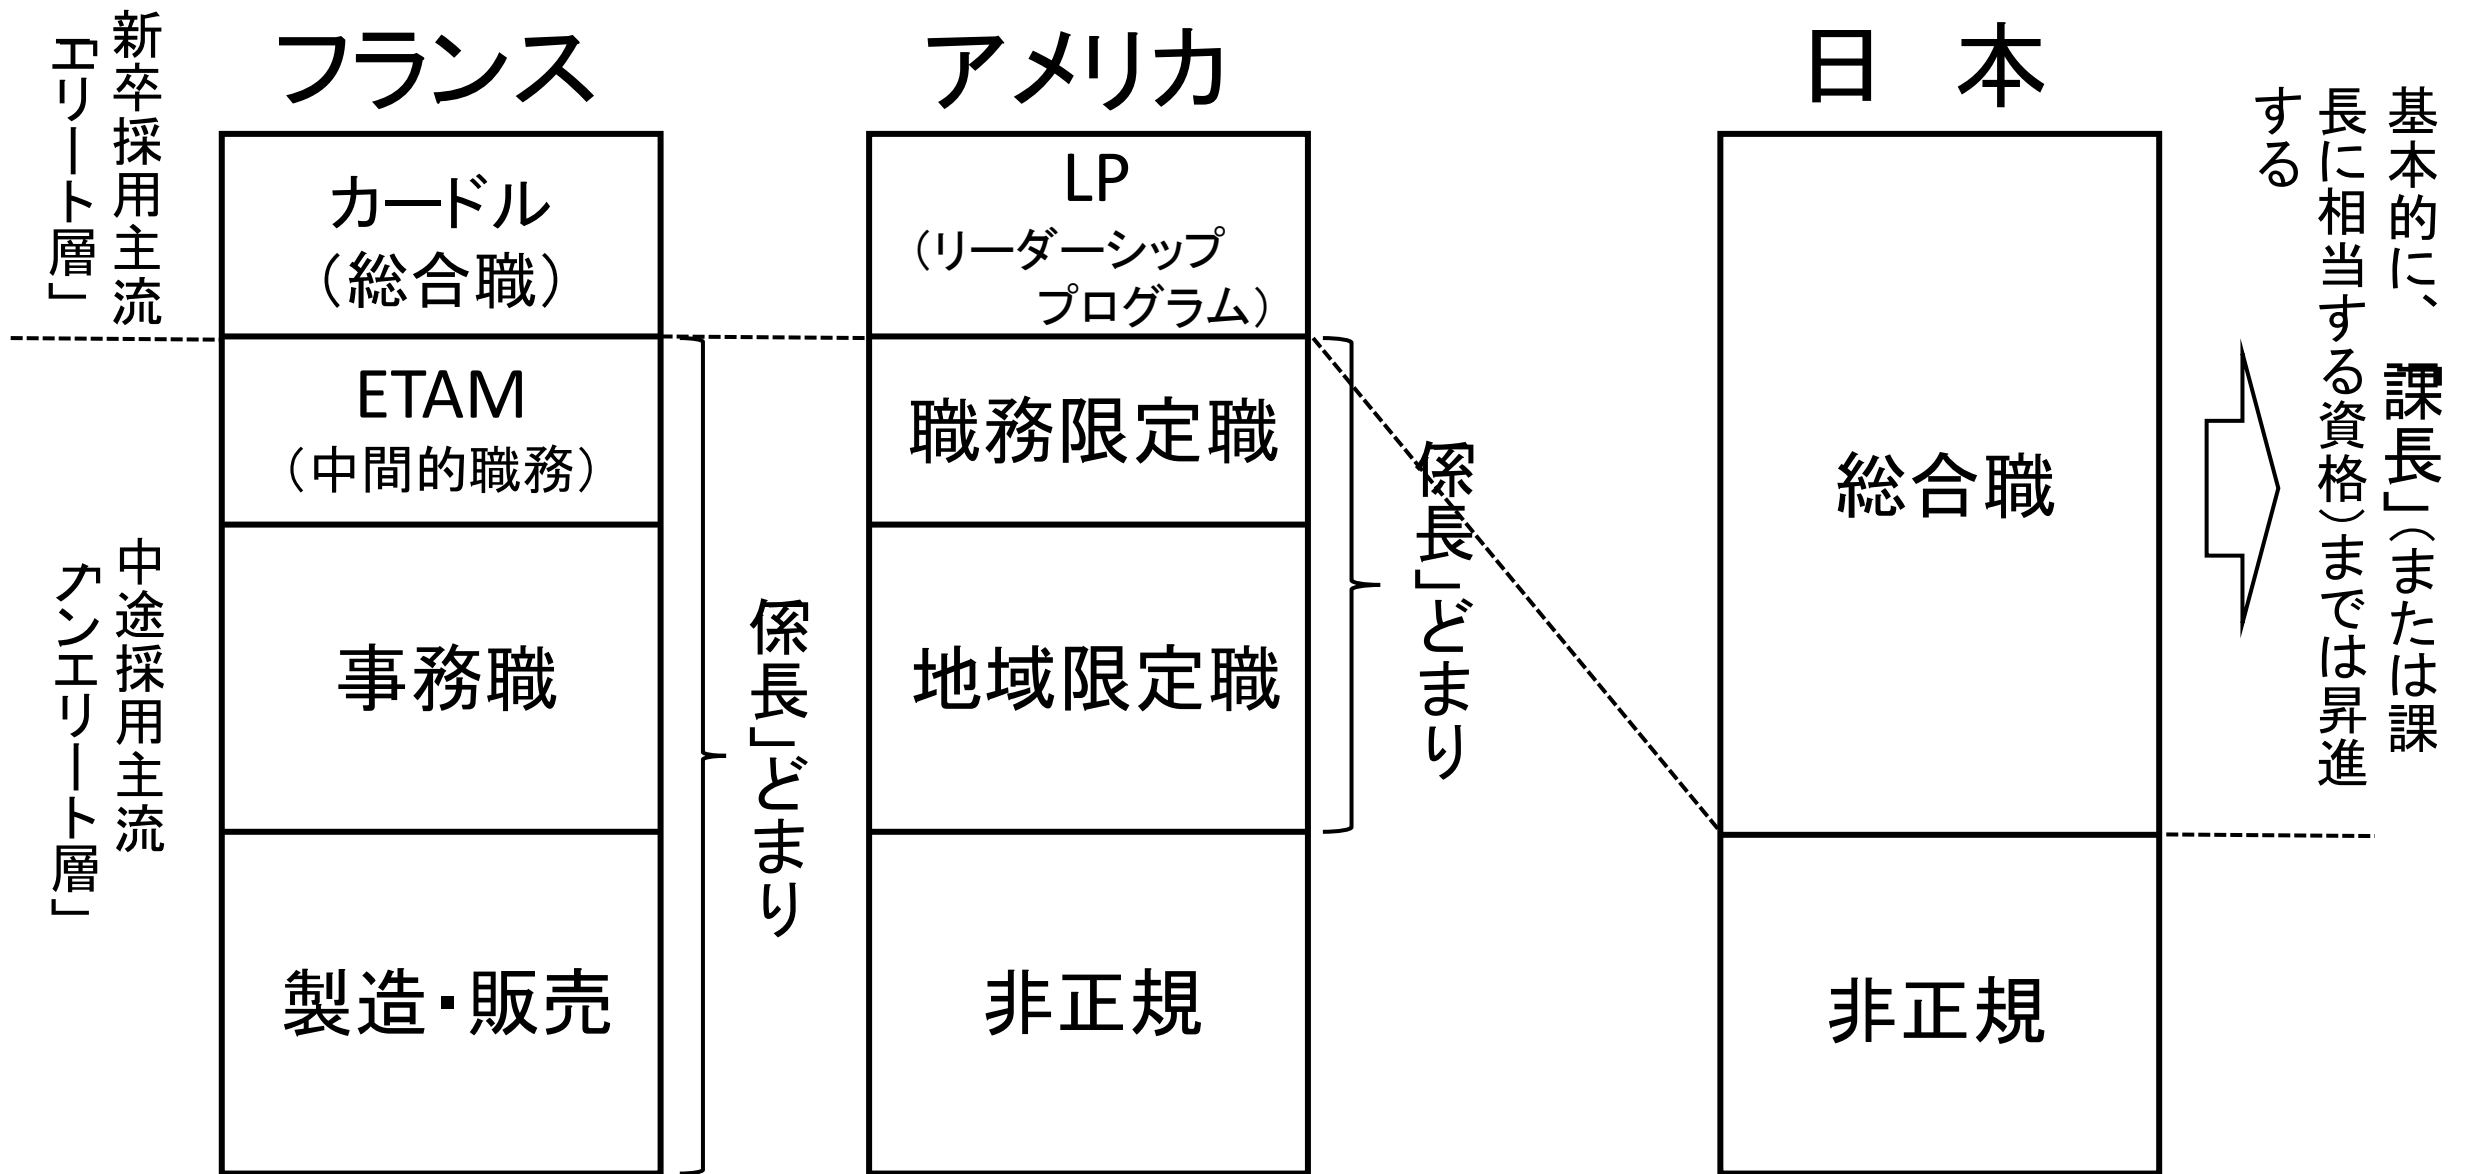 新卒採用主流
「エリート層」
中途採用主流
「ノンエリート層」
フランス
カードル
（総合職）
ETAM
（中間的職務）
事務職
製造・販売
「係長」どまり
アメリカ
LP
（リーダーシップ
プログラム）
職務限定職
地域限定職
非正規
「係長」どまり
日 本
総合職
非正規
基本的に、「課長」（または課
長に相当する資格）までは昇進
する